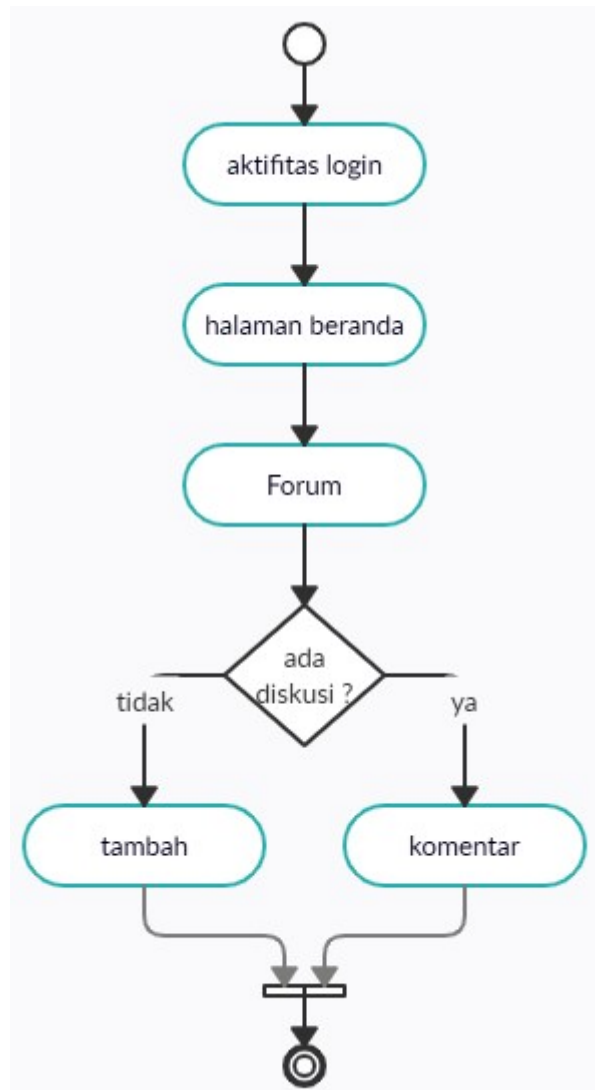 aktifitas login
halaman beranda
Forum
ada
diskusi ?
tidak
ya
tambah
komentar